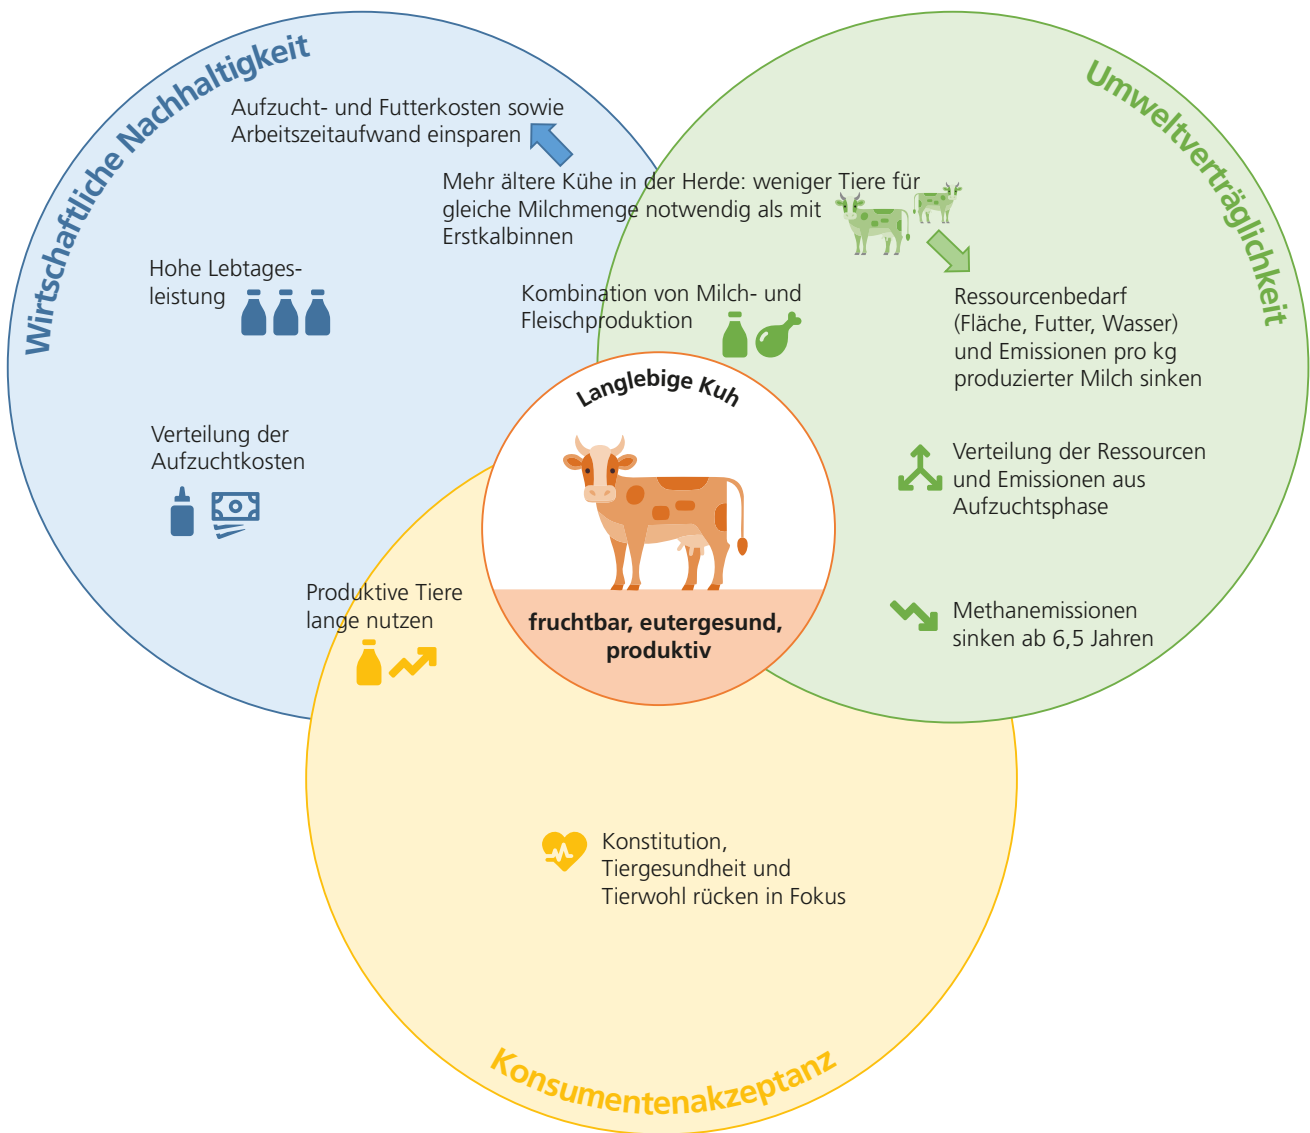 Wirtschaftliche Nachhaltigkeit
Aufzucht- und Futterkosten sowie
Arbeitszeitaufwand einsparen
Mehr ältere Kühe in der Herde: weniger Tiere für
gleiche Milchmenge notwendig als mit
Erstkalbinnen
Hohe Lebtages-
leistung
Kombination von Milch- und
Fleischproduktion
Verteilung der
Aufzuchtkosten
Produktive Tiere
lange nutzen
Umweltverträglichkeit
Ressourcenbedarf
(Fläche, Futter, Wasser)
und Emissionen pro kg
produzierter Milch sinken
Verteilung der Ressourcen
und Emissionen aus
Aufzuchtsphase
Methanemissionen
sinken ab 6,5 Jahren
Langlebige Kuh
fruchtbar, eutergesund,
produktiv
Konstitution,
Tiergesundheit und
Tierwohl rücken in Fokus
Konsumentenakzeptanz